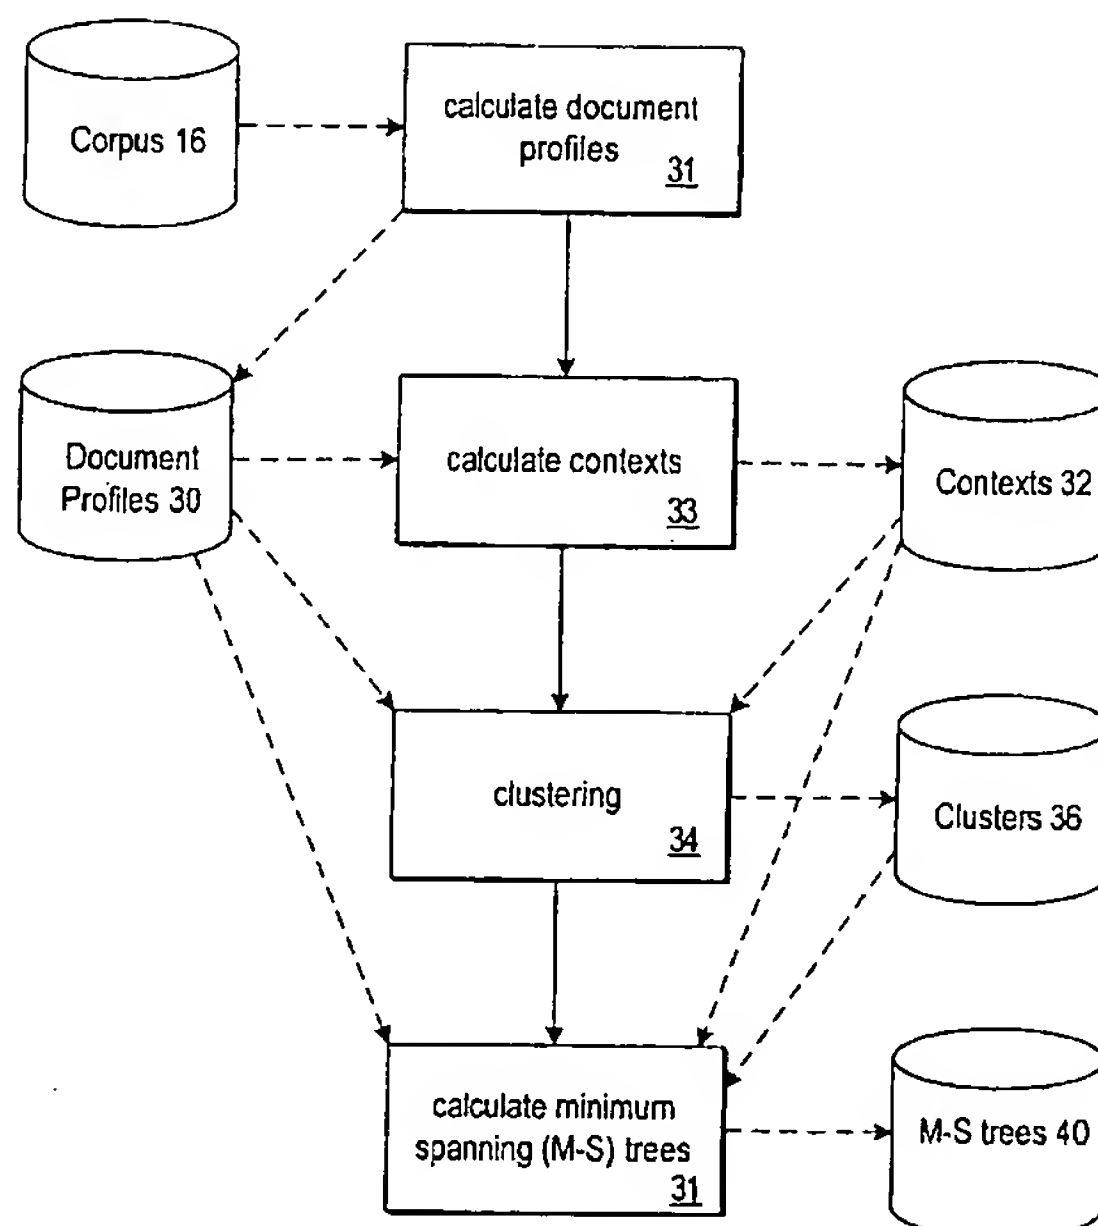 Corpus 16
calculate document
profiles
31
Document
Profiles 30
calculate contexts
33
Contexts 32
clustering
34
Clusters 36
calculate minimum
spanning (M-S) trees
31
M-S trees 40